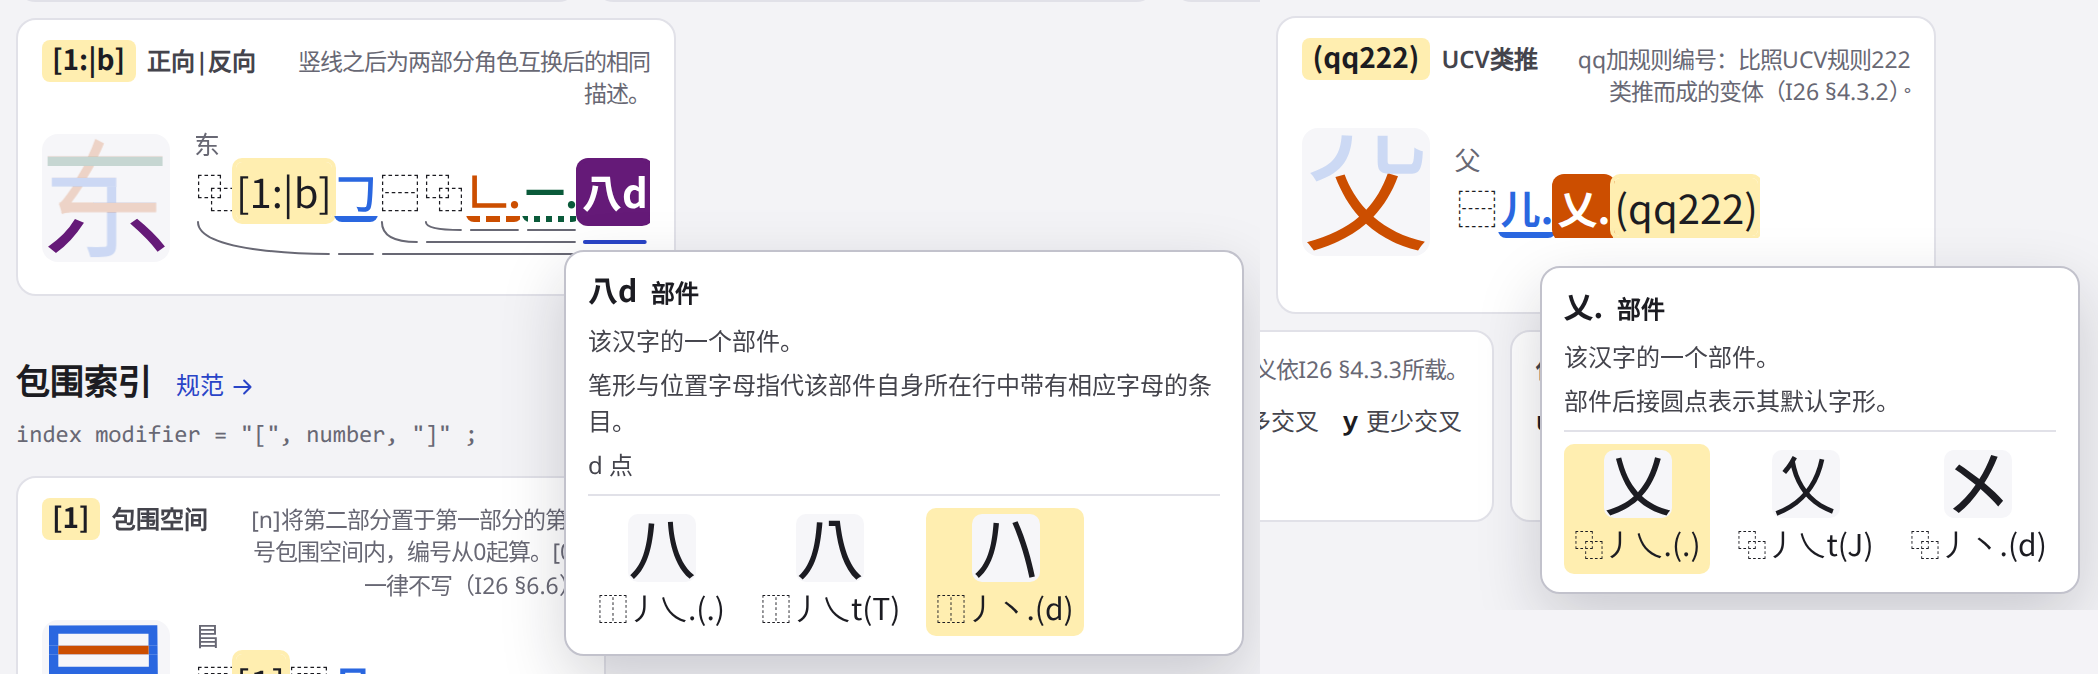 [1:|b] 正向|反向 竖线之后为两部分角色互换后的相同
描述。
东
⿻[1:|b]㇆⿱⿻𠃊.一.八d
包围索引 规范 →
index modifier = "[", number, "]" ;
[1] 包围空间 [n]将第二部分置于第一部分的第
号包围空间内，编号从0起算。[
一律不写（I26 §6.6）
昌
八d 部件
该汉字的一个部件。
笔形与位置字母指代该部件自身所在行中带有相应字母的条
目。
d 点
⿰丿㇏.(.) ⿰丿㇏t(T) ⿰丿丶.(d)
(qq222) UCV类推 qq加规则编号：比照UCV规则222
类推而成的变体（I26 §4.3.2）。
父
⿱儿.乂.(qq222)
义依I26 §4.3.3所载。
多交叉 y 更少交叉
乂. 部件
该汉字的一个部件。
部件后接圆点表示其默认字形。
⿻丿㇏.(.) ⿻丿㇏t(J) ⿻丿丶.(d)